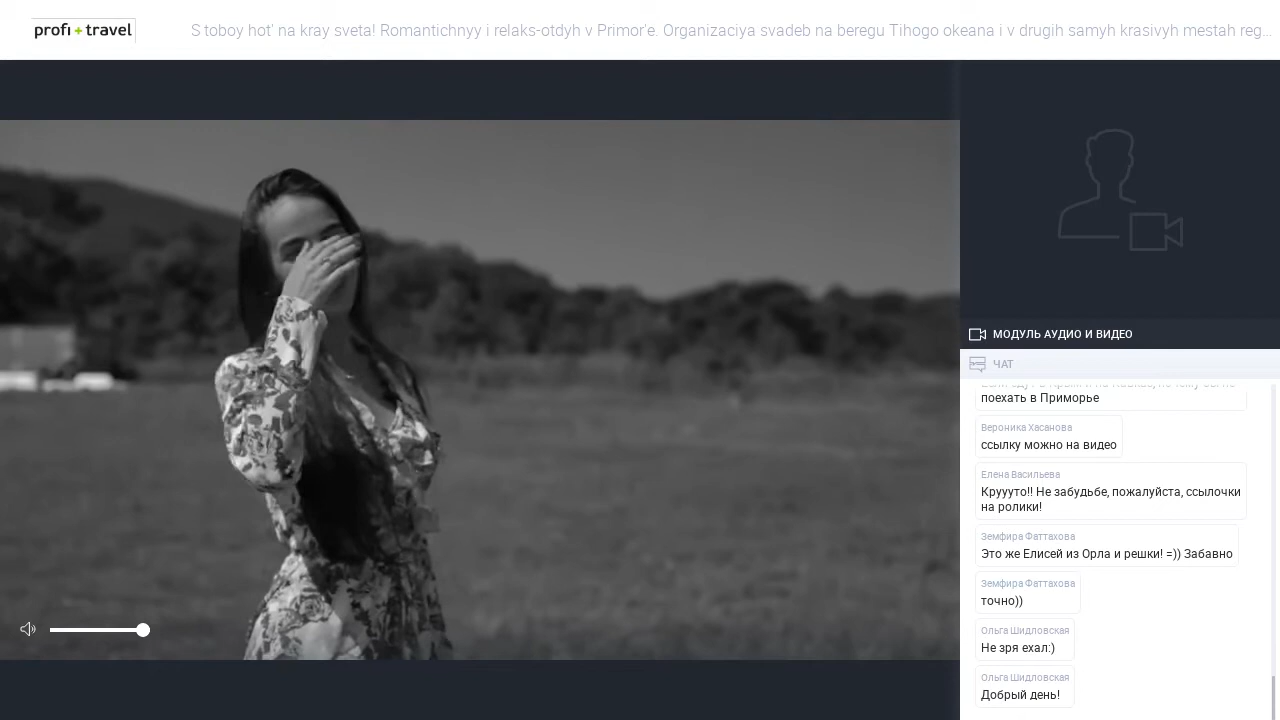 profi + travel
S toboy hot' na kray sveta! Romantichnyy i relaks-otdyh v Primor'e. Organizaciya svadeb na beregu Tihogo okeana i v drugih samyh krasivyh mestah reg...
МОДУЛЬ АУДИО И ВИДЕО
ЧАТ
поехать в Приморье
Вероника Хасанова
ссылку можно на видео
Елена Васильева
Круууто!! Не забудьбе, пожалуйста, ссылочки
на ролики!
Земфира Фаттахова
Это же Елисей из Орла и решки! =)) Забавно
Земфира Фаттахова
точно))
Ольга Шидловская
Не зря ехал:)
Ольга Шидловская
Добрый день!